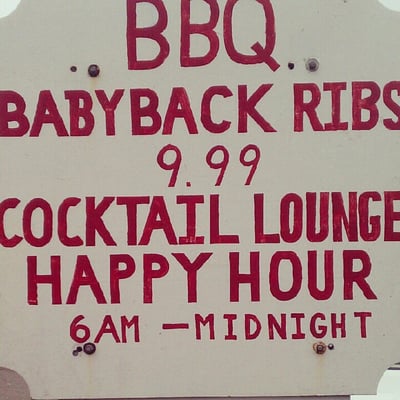 BBQ
BABYBACK RIBS
9.99
COCKTAIL LOUNGE
HAPPY HOUR
6AM —MIDNIGHT